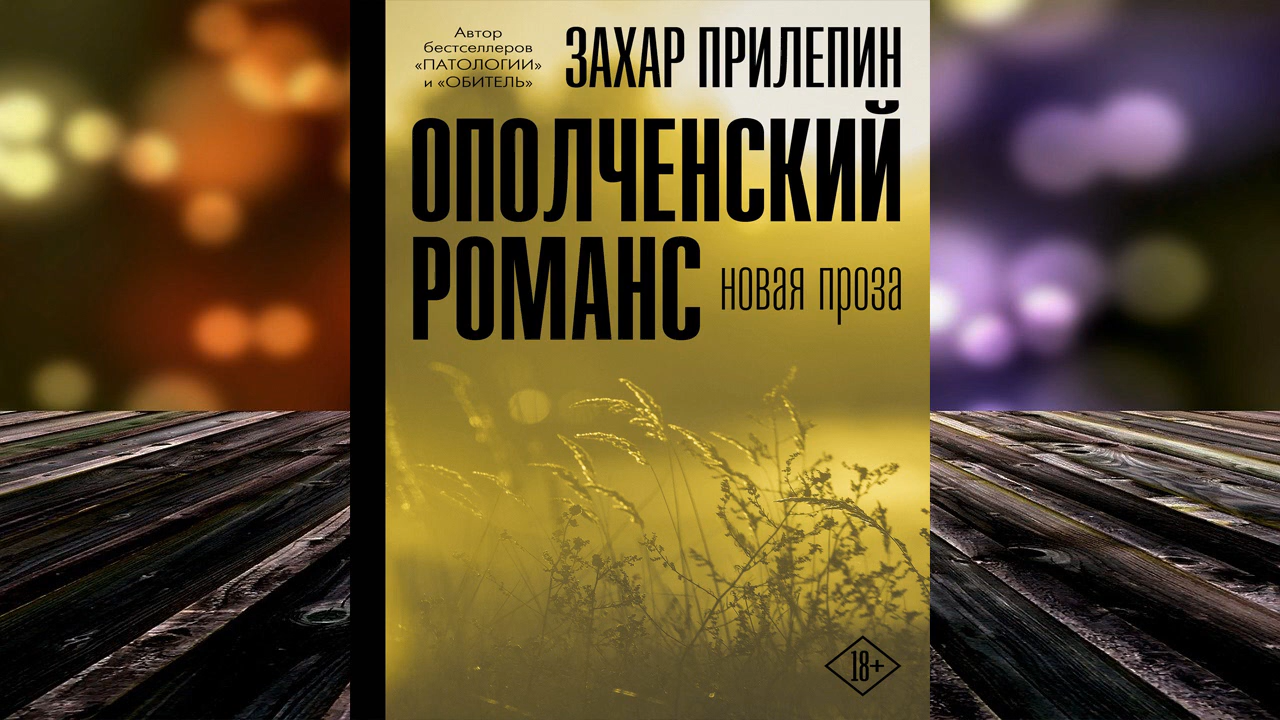 Автор
бестселлеров
«ПАТОЛОГИИ»
и «ОБИТЕЛЬ»
ЗАХАР ПРИЛЕПИН
ОПОЛЧЕНСКИЙ
РОМАНС
новая проза
18+